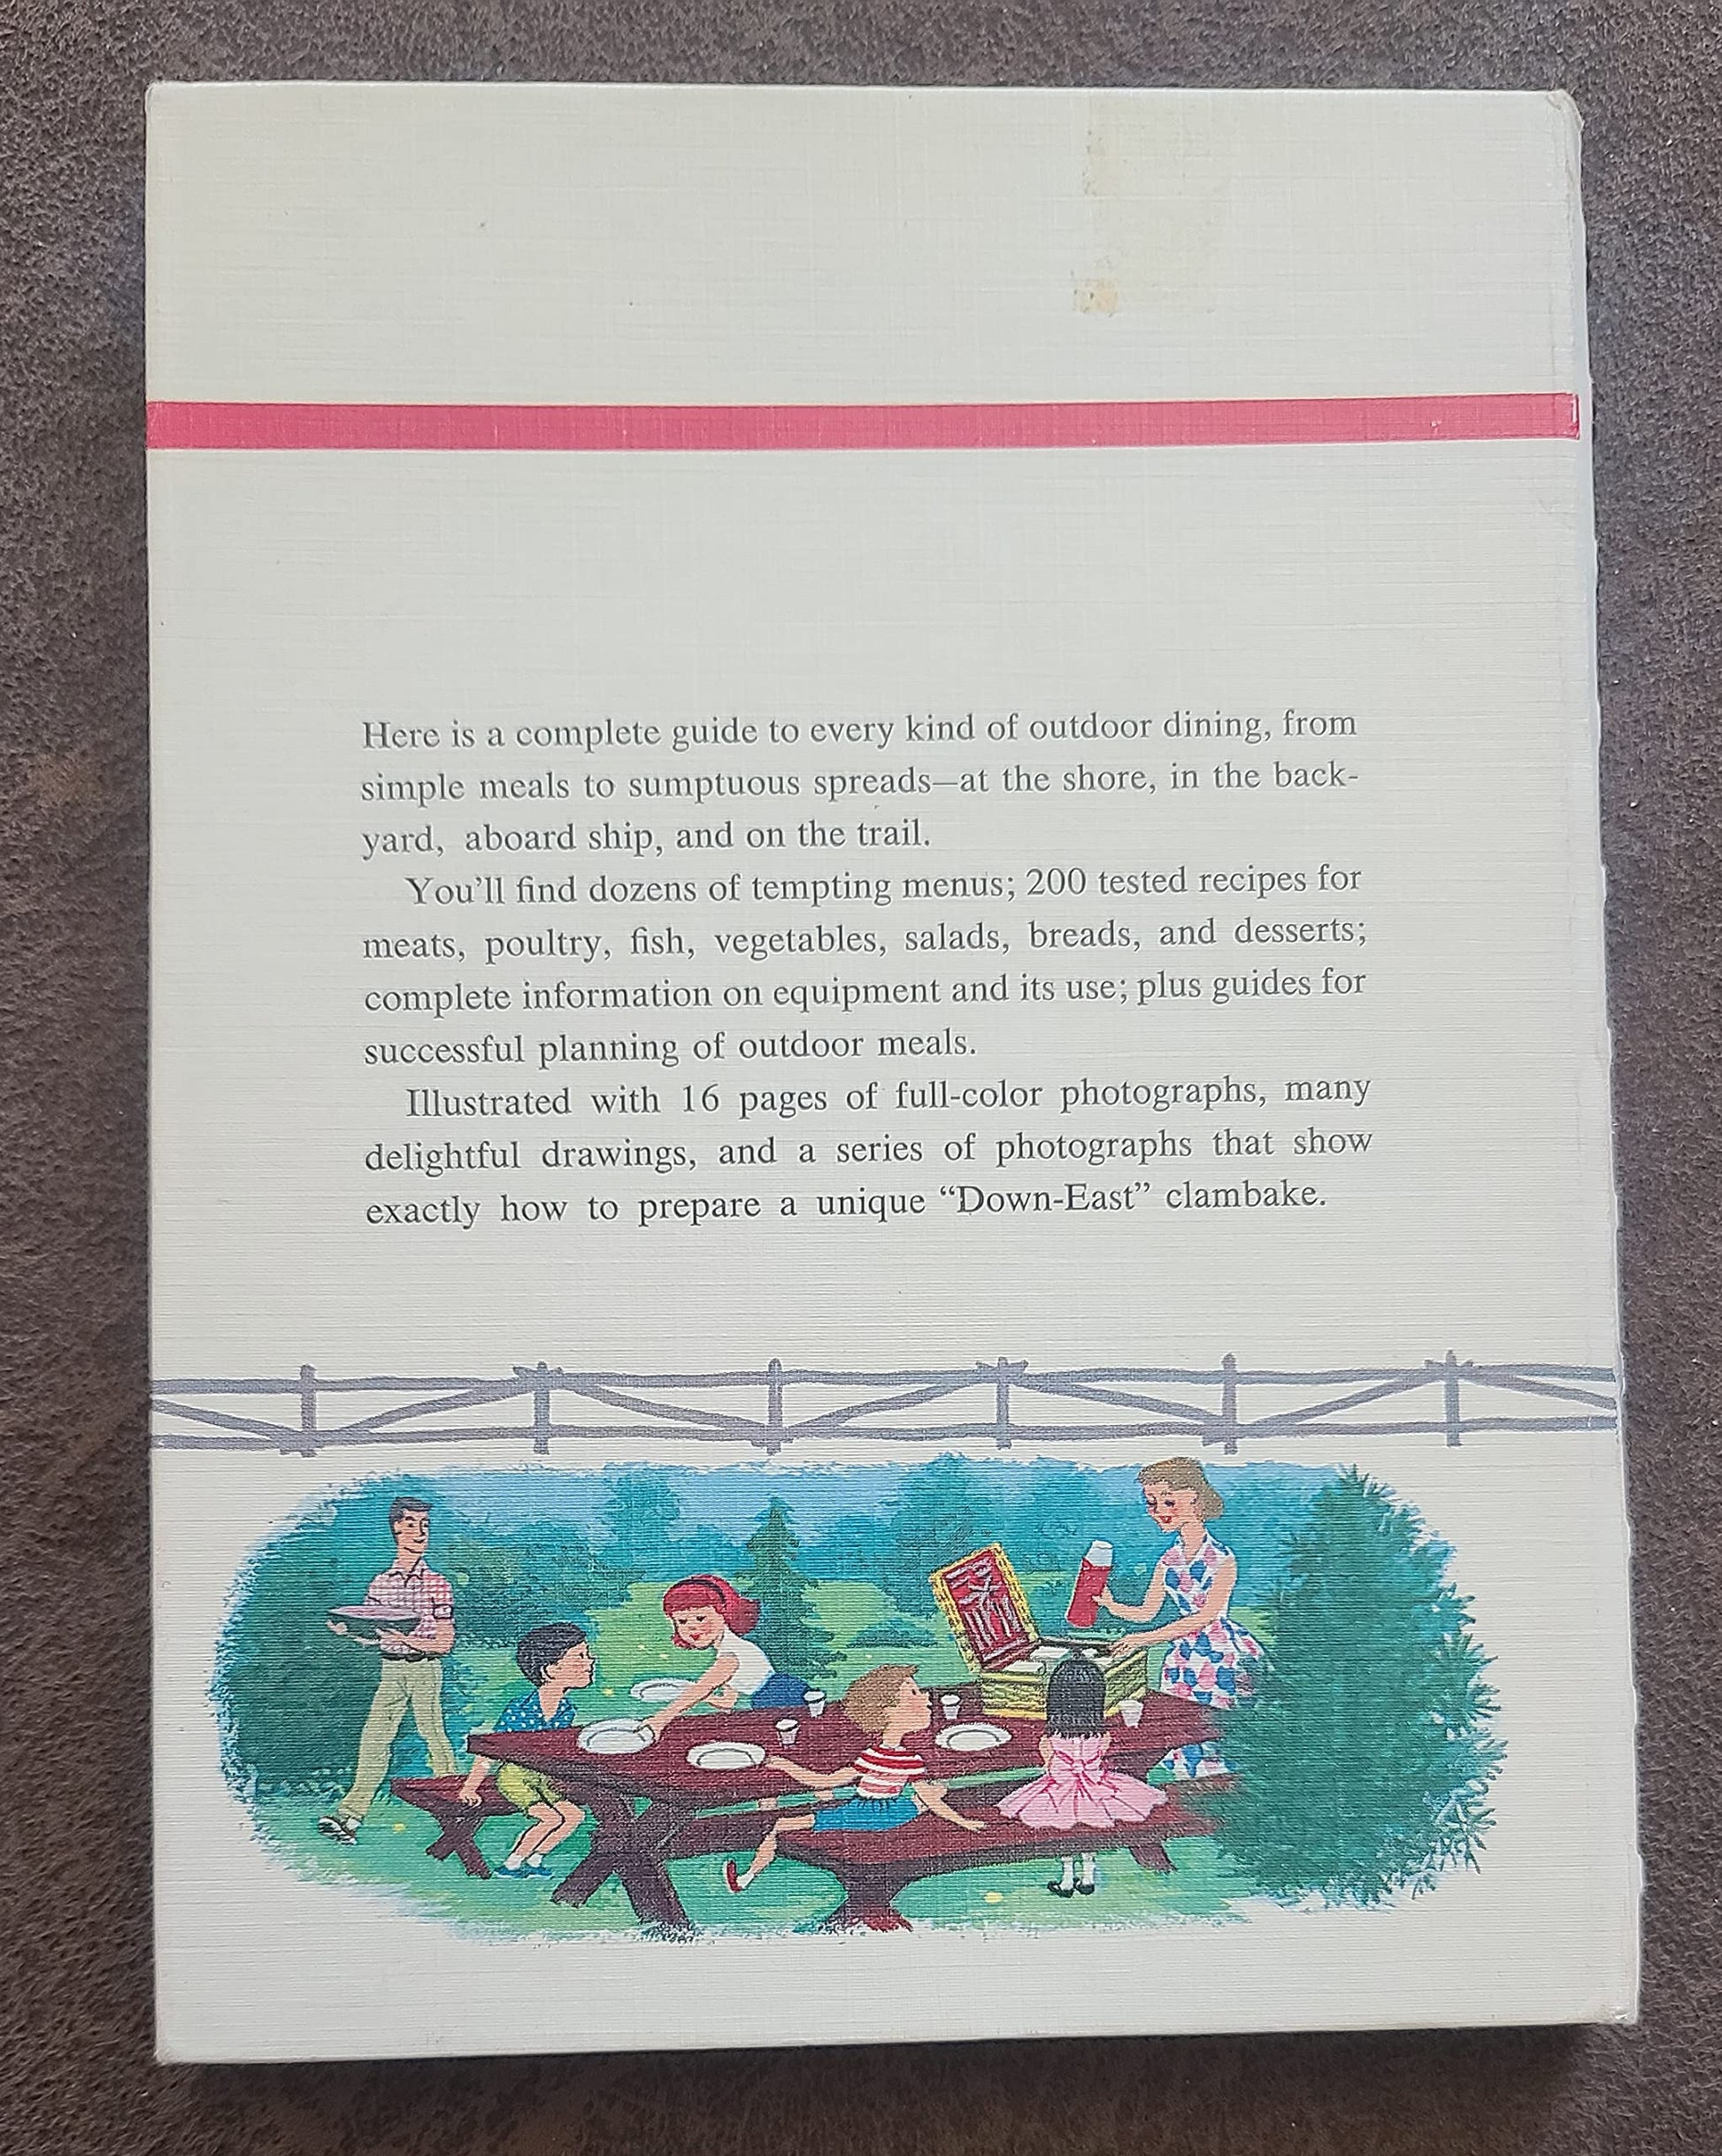 Here is a complete guide to every kind of outdoor dining, from
simple meals to sumptuous spreads—at the shore, in the back-
yard, aboard ship, and on the trail.
You’ll find dozens of tempting menus; 200 tested recipes for
meats, poultry, fish, vegetables, salads, breads, and desserts;
complete information on equipment and its use; plus guides for
successful planning of outdoor meals.
Illustrated with 16 pages of full-color photographs, many
delightful drawings, and a series of photographs that show
exactly how to prepare a unique “Down-East” clambake.